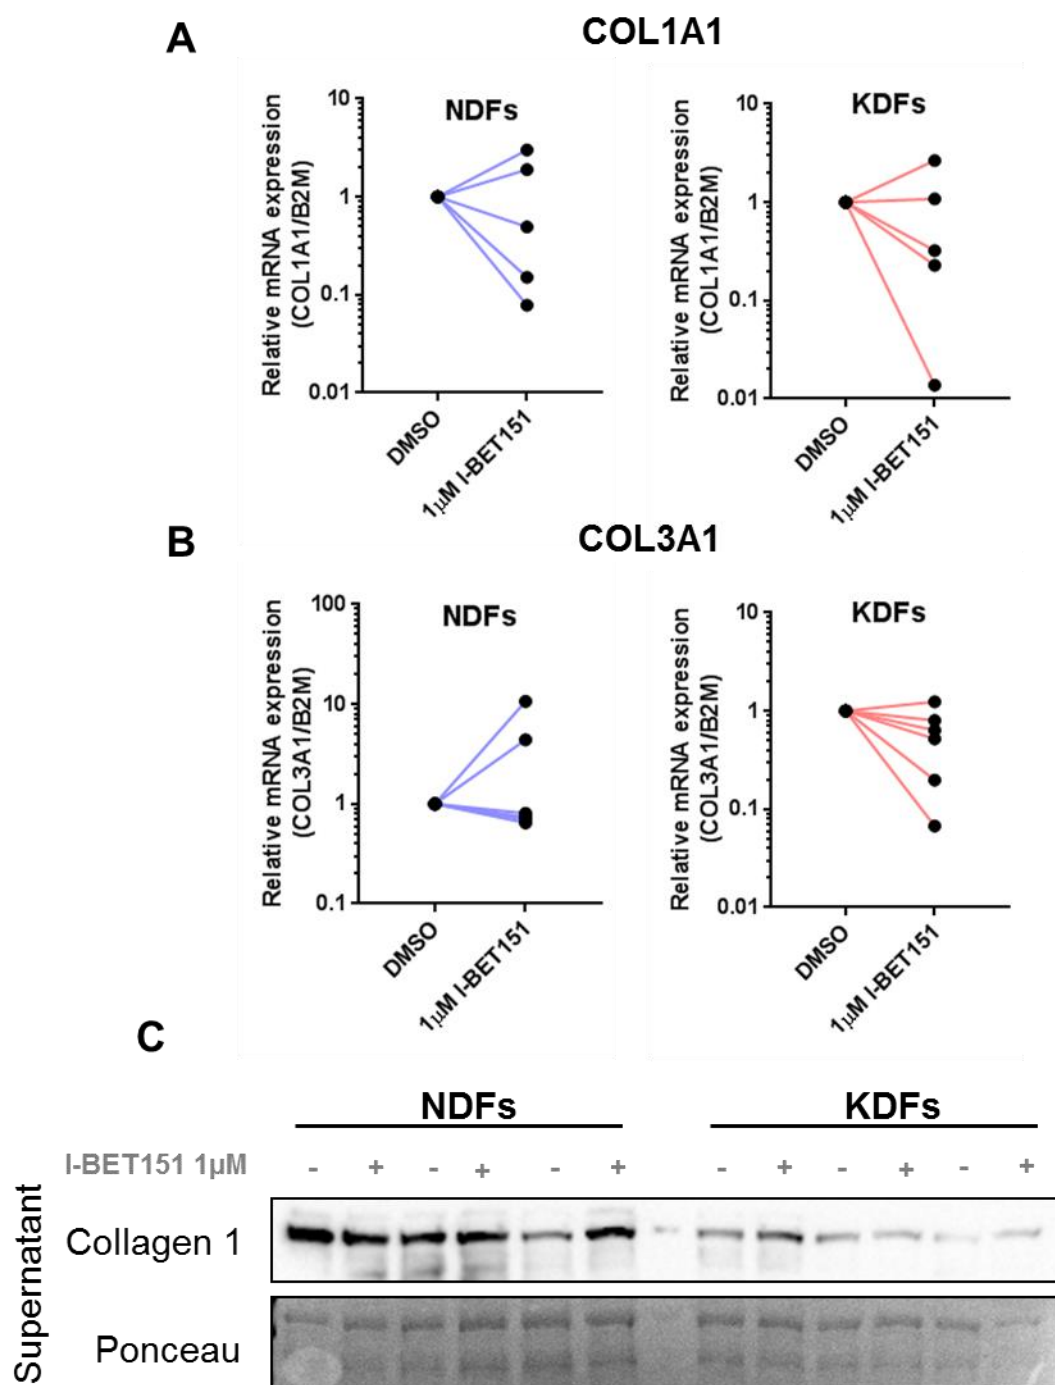 A
COL1A1
NDFs
Relative mRNA expression
(COL1A1/B2M)
10
1
0.1
0.01
DMSO
1μM I-BET151
KDFs
Relative mRNA expression
(COL1A1/B2M)
10
1
0.1
0.01
DMSO
1μM I-BET151
B
COL3A1
NDFs
Relative mRNA expression
(COL3A1/B2M)
100
10
1
0.1
DMSO
1μM I-BET151
KDFs
Relative mRNA expression
(COL3A1/B2M)
10
1
0.1
0.01
DMSO
1μM I-BET151
C
NDFs KDFs
I-BET151 1μM - + - + - + - + - + - +
Supernatant
Collagen 1
Ponceau